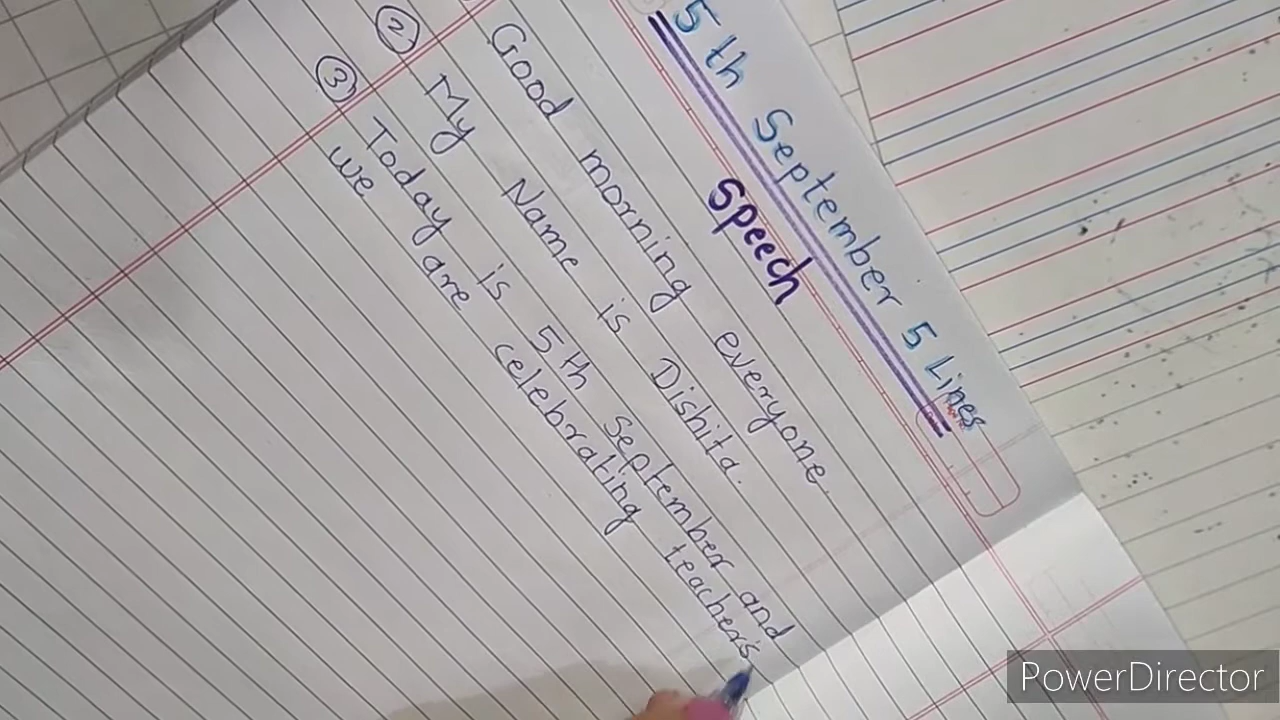 5th September 5 Lines
Speech
Good morning everyone.
② My Name is Dishita.
③ Today is 5th September and
we are celebrating teacher's
PowerDirector